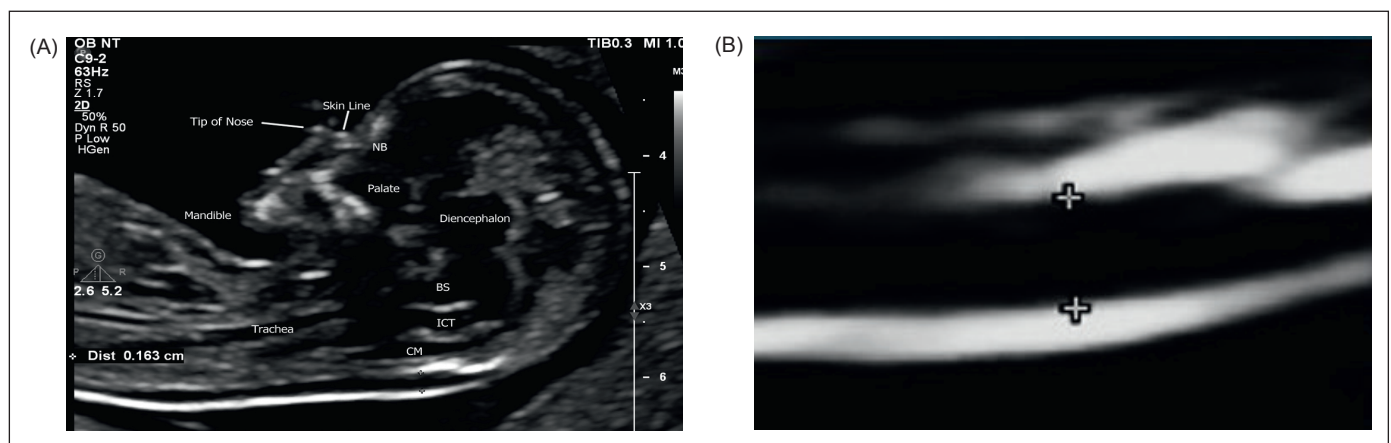 (A)
OB NT
C9-2
63Hz
RS
Z 1.7
2D
50%
Dyn R 50
P Low
HGen
TIB0.3 MI 1.0
Skin Line
Tip of Nose
NB
4
Palate
Mandible
Diencephalon
G
P R
2.6 5.2
5
BS
X3
ICT
Trachea
CM
Dist 0.163 cm
6
(B)